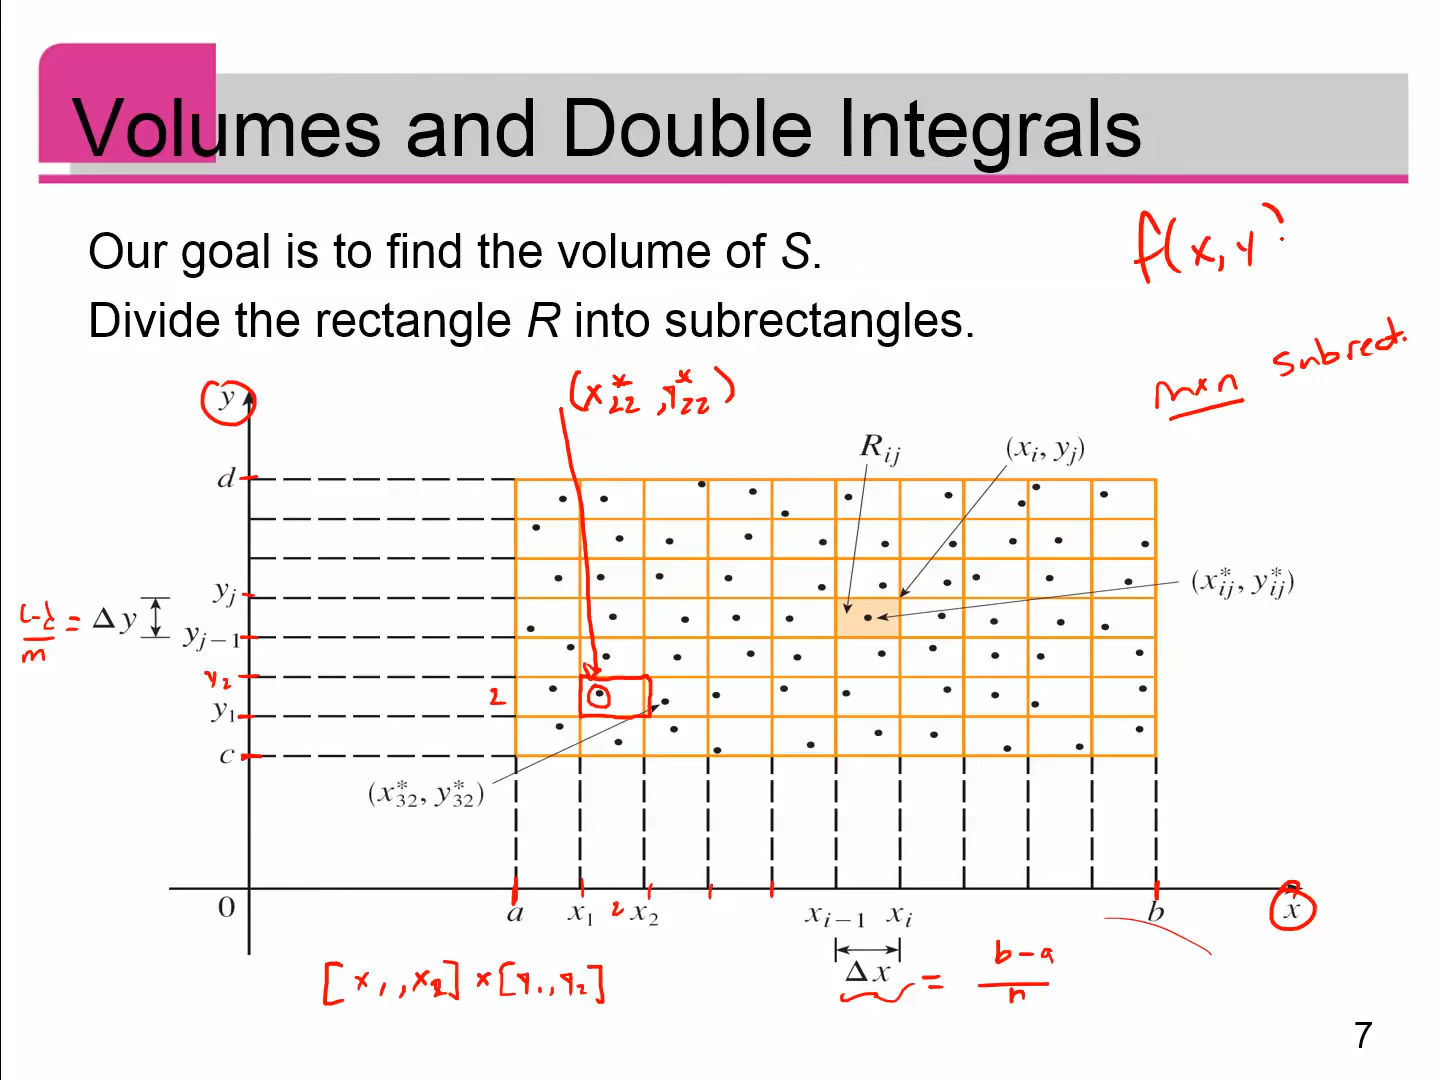 Volumes and Double Integrals
Our goal is to find the volume of S.
f(x, y)
Divide the rectangle R into subrectangles.
m×n subrect.
y
(x*22, y*22)
R_ij
(x_i, y_j)
d
y_j
(x*_ij, y*_ij)
= Δy
m
y_j−1
y2
2
y1
c
(x*32, y*32)
0
a
x1
2
x2
x_i−1
x_i
b
x
[x1, x2] × [y1, y2]
Δx = b−a
n
7